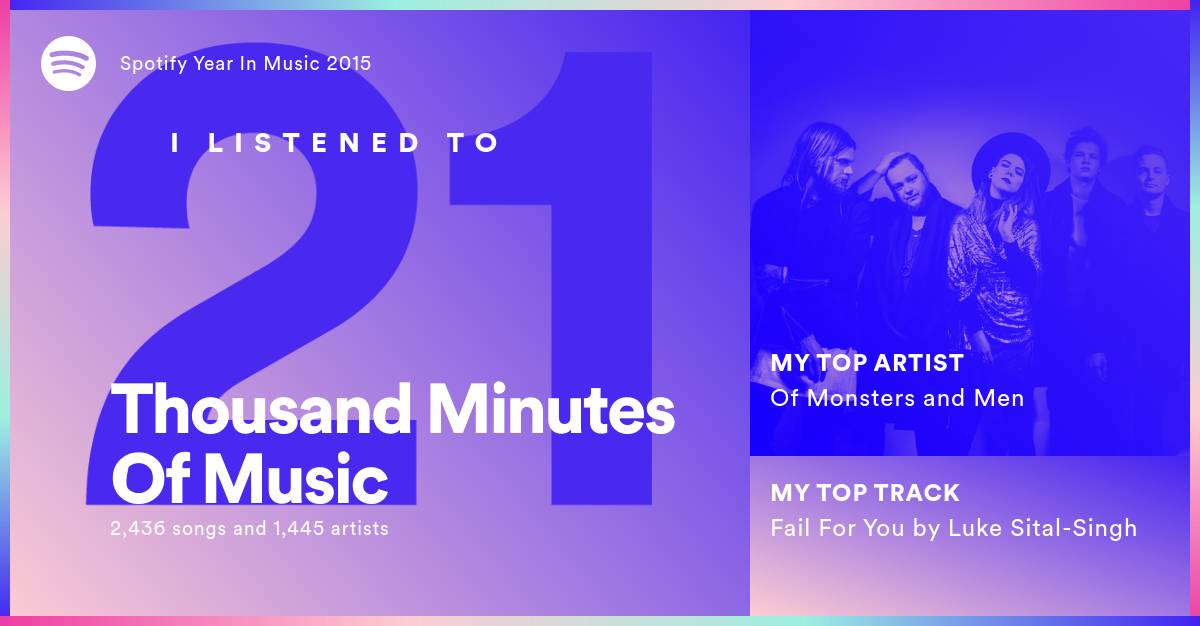 Spotify Year In Music 2015
I LISTENED TO
21
Thousand Minutes
Of Music
2,436 songs and 1,445 artists
MY TOP ARTIST
Of Monsters and Men
MY TOP TRACK
Fail For You by Luke Sital-Singh